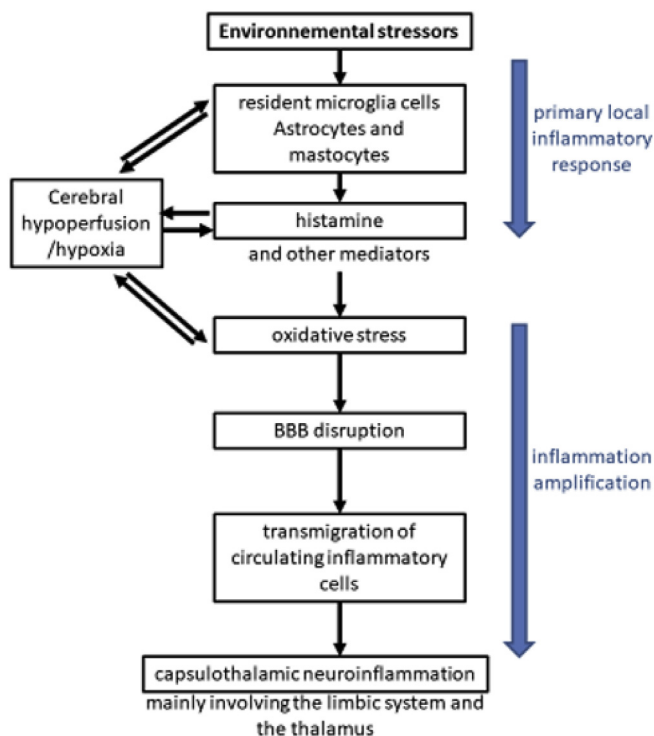 Environnemental stressors
resident microglia cells
Astrocytes and
mastocytes
primary local
inflammatory
response
Cerebral
hypoperfusion
/hypoxia
histamine
and other mediators
oxidative stress
BBB disruption
inflammation
amplification
transmigration of
circulating inflammatory
cells
capsulothalamic neuroinflammation
mainly involving the limbic system and
the thalamus